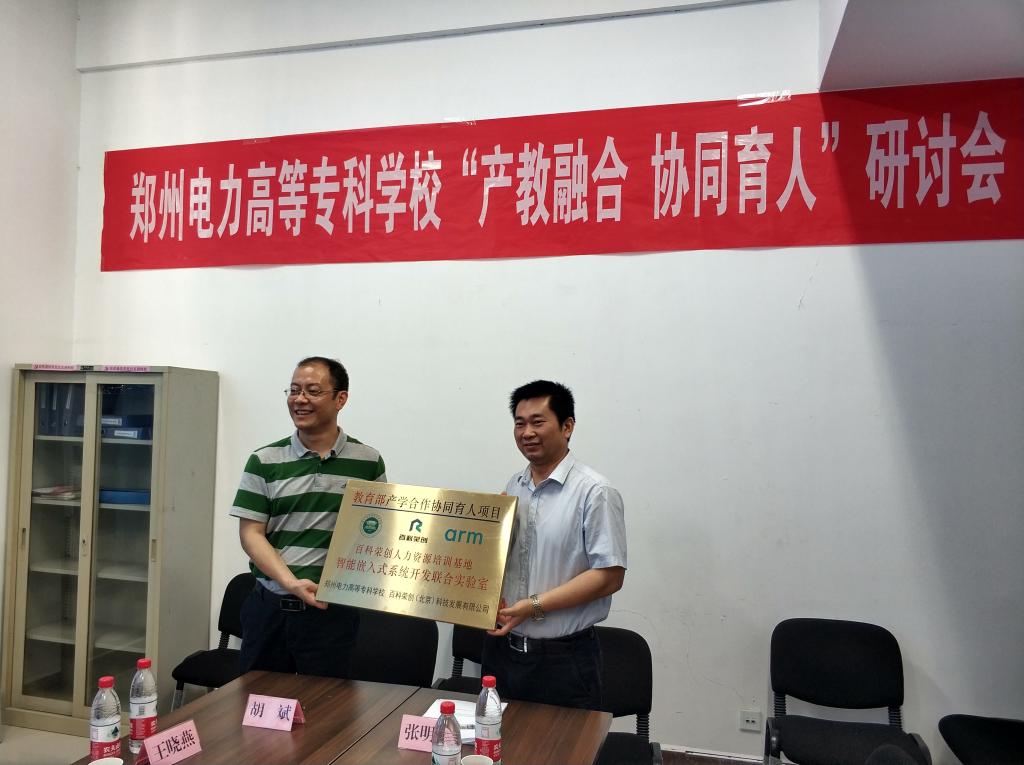 郑州电力高等专科学校“产教融合 协同育人”研讨会
教育部产学合作协同育人项目
百科荣创
arm
百科荣创人力资源培训基地
智能嵌入式系统开发联合实验室
郑州电力高等专科学校 百科荣创(北京)科技发展有限公司
王晓燕
胡 斌
张明